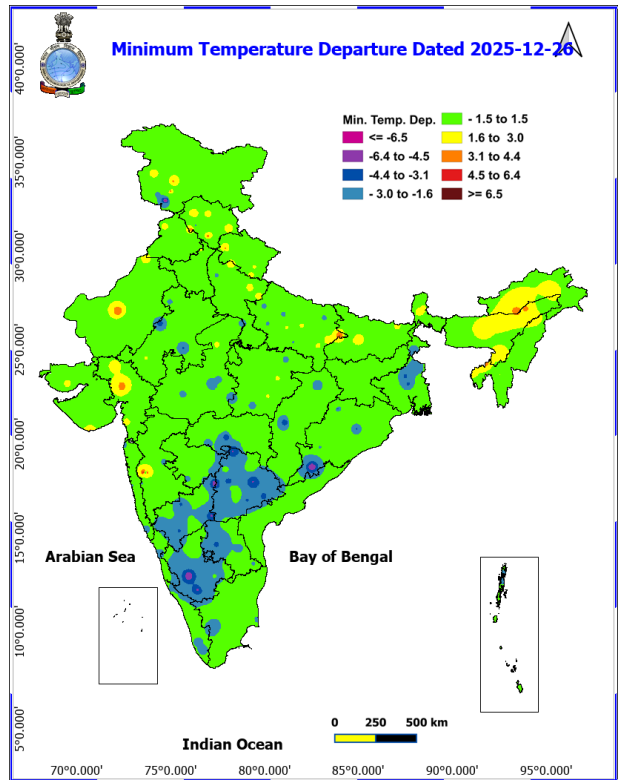 Minimum Temperature Departure Dated 2025-12-26
Min. Temp. Dep.
<= -6.5
-6.4 to -4.5
-4.4 to -3.1
- 3.0 to -1.6
- 1.5 to 1.5
1.6 to 3.0
3.1 to 4.4
4.5 to 6.4
>= 6.5
40°0.000'
35°0.000'
30°0.000'
25°0.000'
20°0.000'
15°0.000'
10°0.000'
5°0.000'
Arabian Sea
Bay of Bengal
Indian Ocean
0 250 500 km
70°0.000' 75°0.000' 80°0.000' 85°0.000' 90°0.000' 95°0.000'